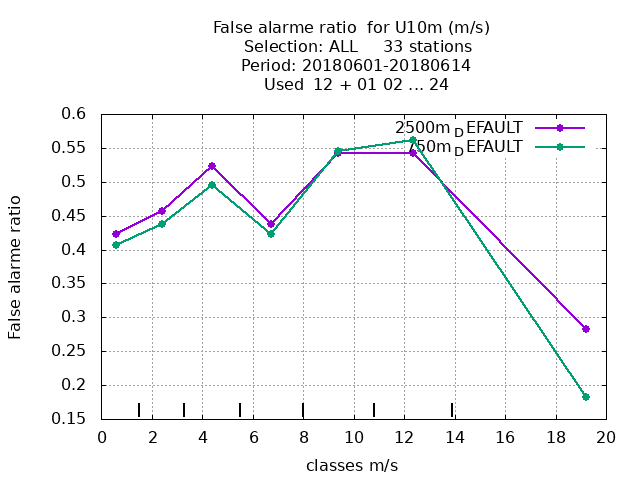 False alarme ratio  for U10m (m/s)
Selection: ALL     33 stations
Period: 20180601-20180614
Used  12 + 01 02 ... 24
2500m_DEFAULT
750m_DEFAULT
0.6
0.55
0.5
0.45
0.4
0.35
0.3
0.25
0.2
0.15
False alarme ratio
0 2 4 6 8 10 12 14 16 18 20
classes m/s